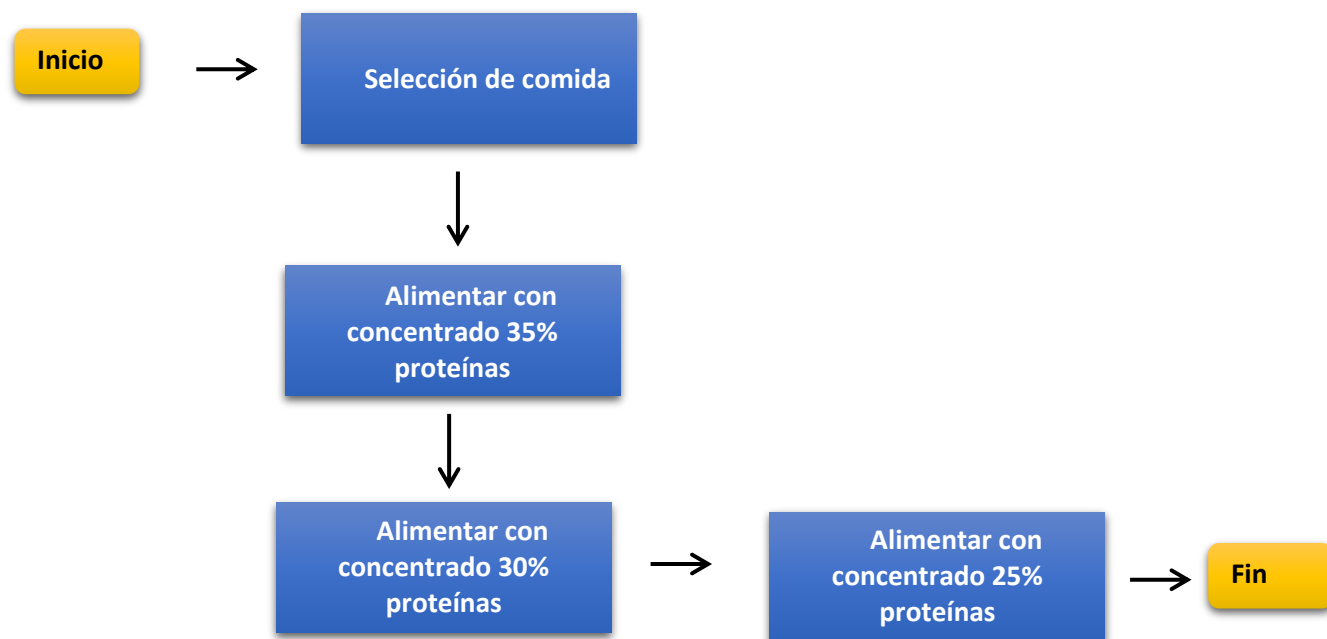 Inicio
Selección de comida
Alimentar con
concentrado 35%
proteínas
Alimentar con
concentrado 30%
proteínas
Alimentar con
concentrado 25%
proteínas
Fin